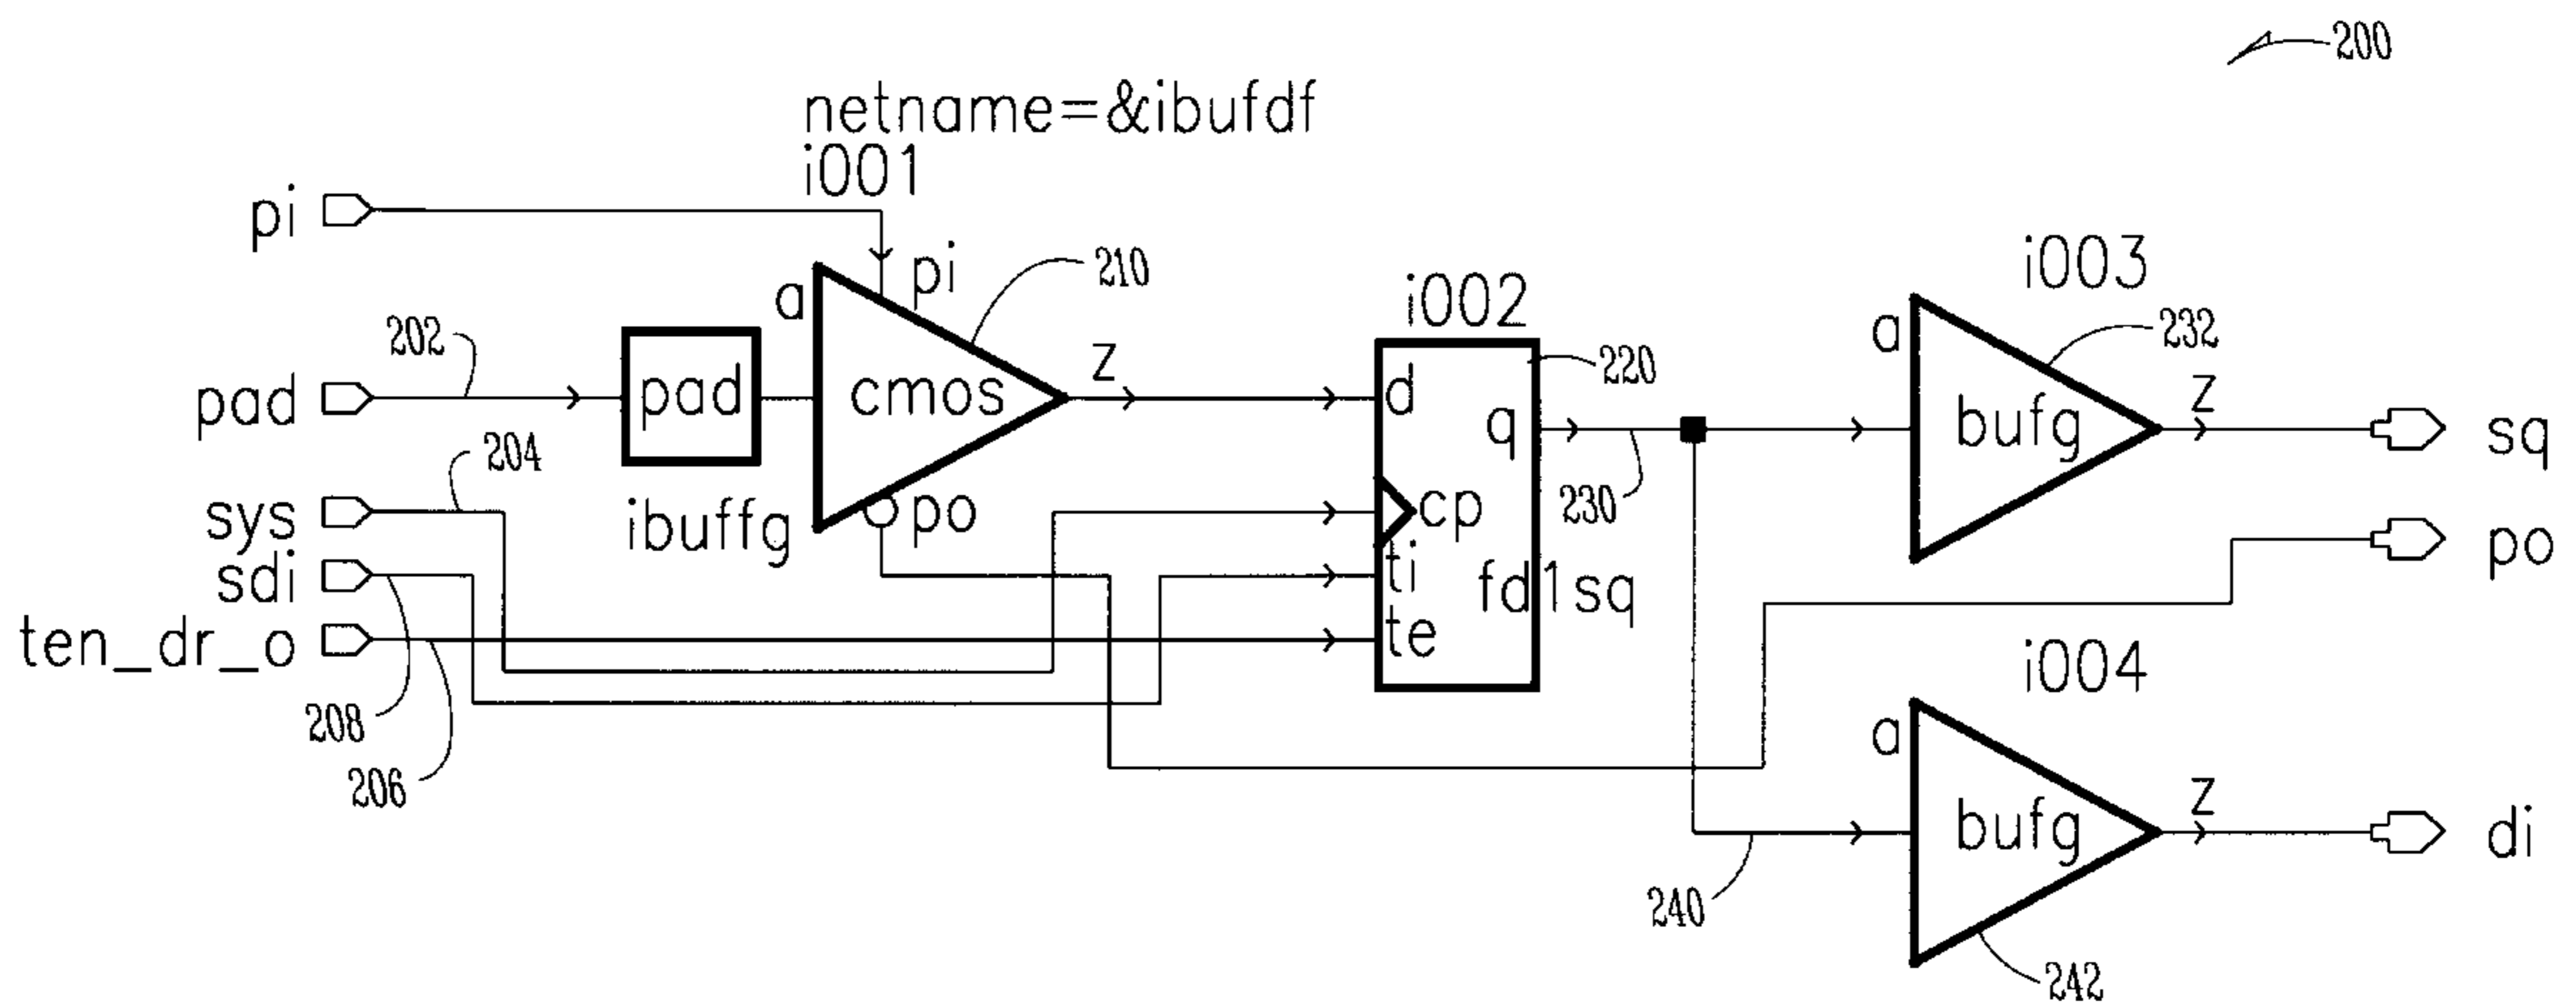 200
netname=&ibufdf
i001
pi
pi
210
a
i003
i002
202
z
220
a
232
pad
pad
cmos
d
q
bufg
z
sq
204
230
sys
ibuffg
po
cp
po
sdi
ti
fd1sq
ten_dr_o
te
i004
208
206
a
z
bufg
di
240
242